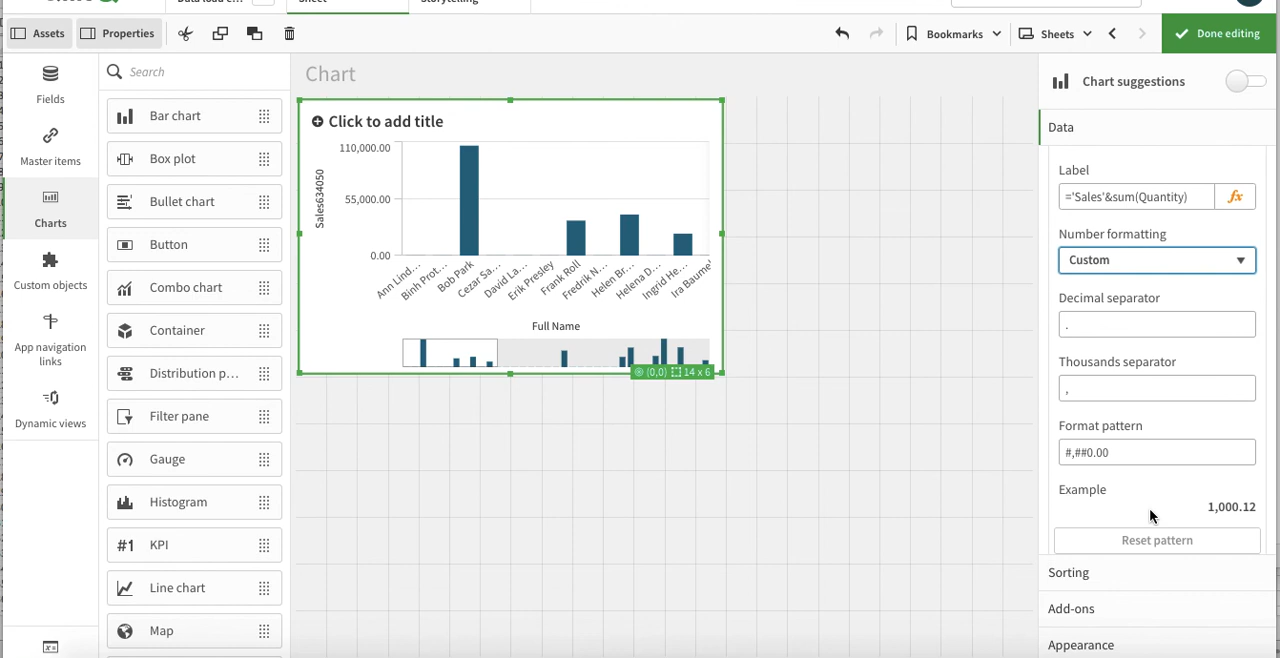 Sheet
Storytelling
Assets
Properties
Bookmarks
Sheets
Done editing
Fields
Master items
Charts
Custom objects
App navigation
links
Dynamic views
Search
Bar chart
Box plot
Bullet chart
Button
Combo chart
Container
Distribution p...
Filter pane
Gauge
Histogram
#1 KPI
Line chart
Map
Chart
Click to add title
Sales634050
110,000.00
55,000.00
0.00
Ann Lind...
Binh Prot...
Bob Park
Cezar Sa...
David La...
Erik Presley
Frank Roll
Fredrik N...
Helen Br...
Helena D...
Ingrid He...
Ira Baumel
Full Name
(0,0) 14 x 6
Chart suggestions
Data
Label
='Sales'&sum(Quantity)
fx
Number formatting
Custom
Decimal separator
.
Thousands separator
,
Format pattern
#,##0.00
Example
1,000.12
Reset pattern
Sorting
Add-ons
Appearance